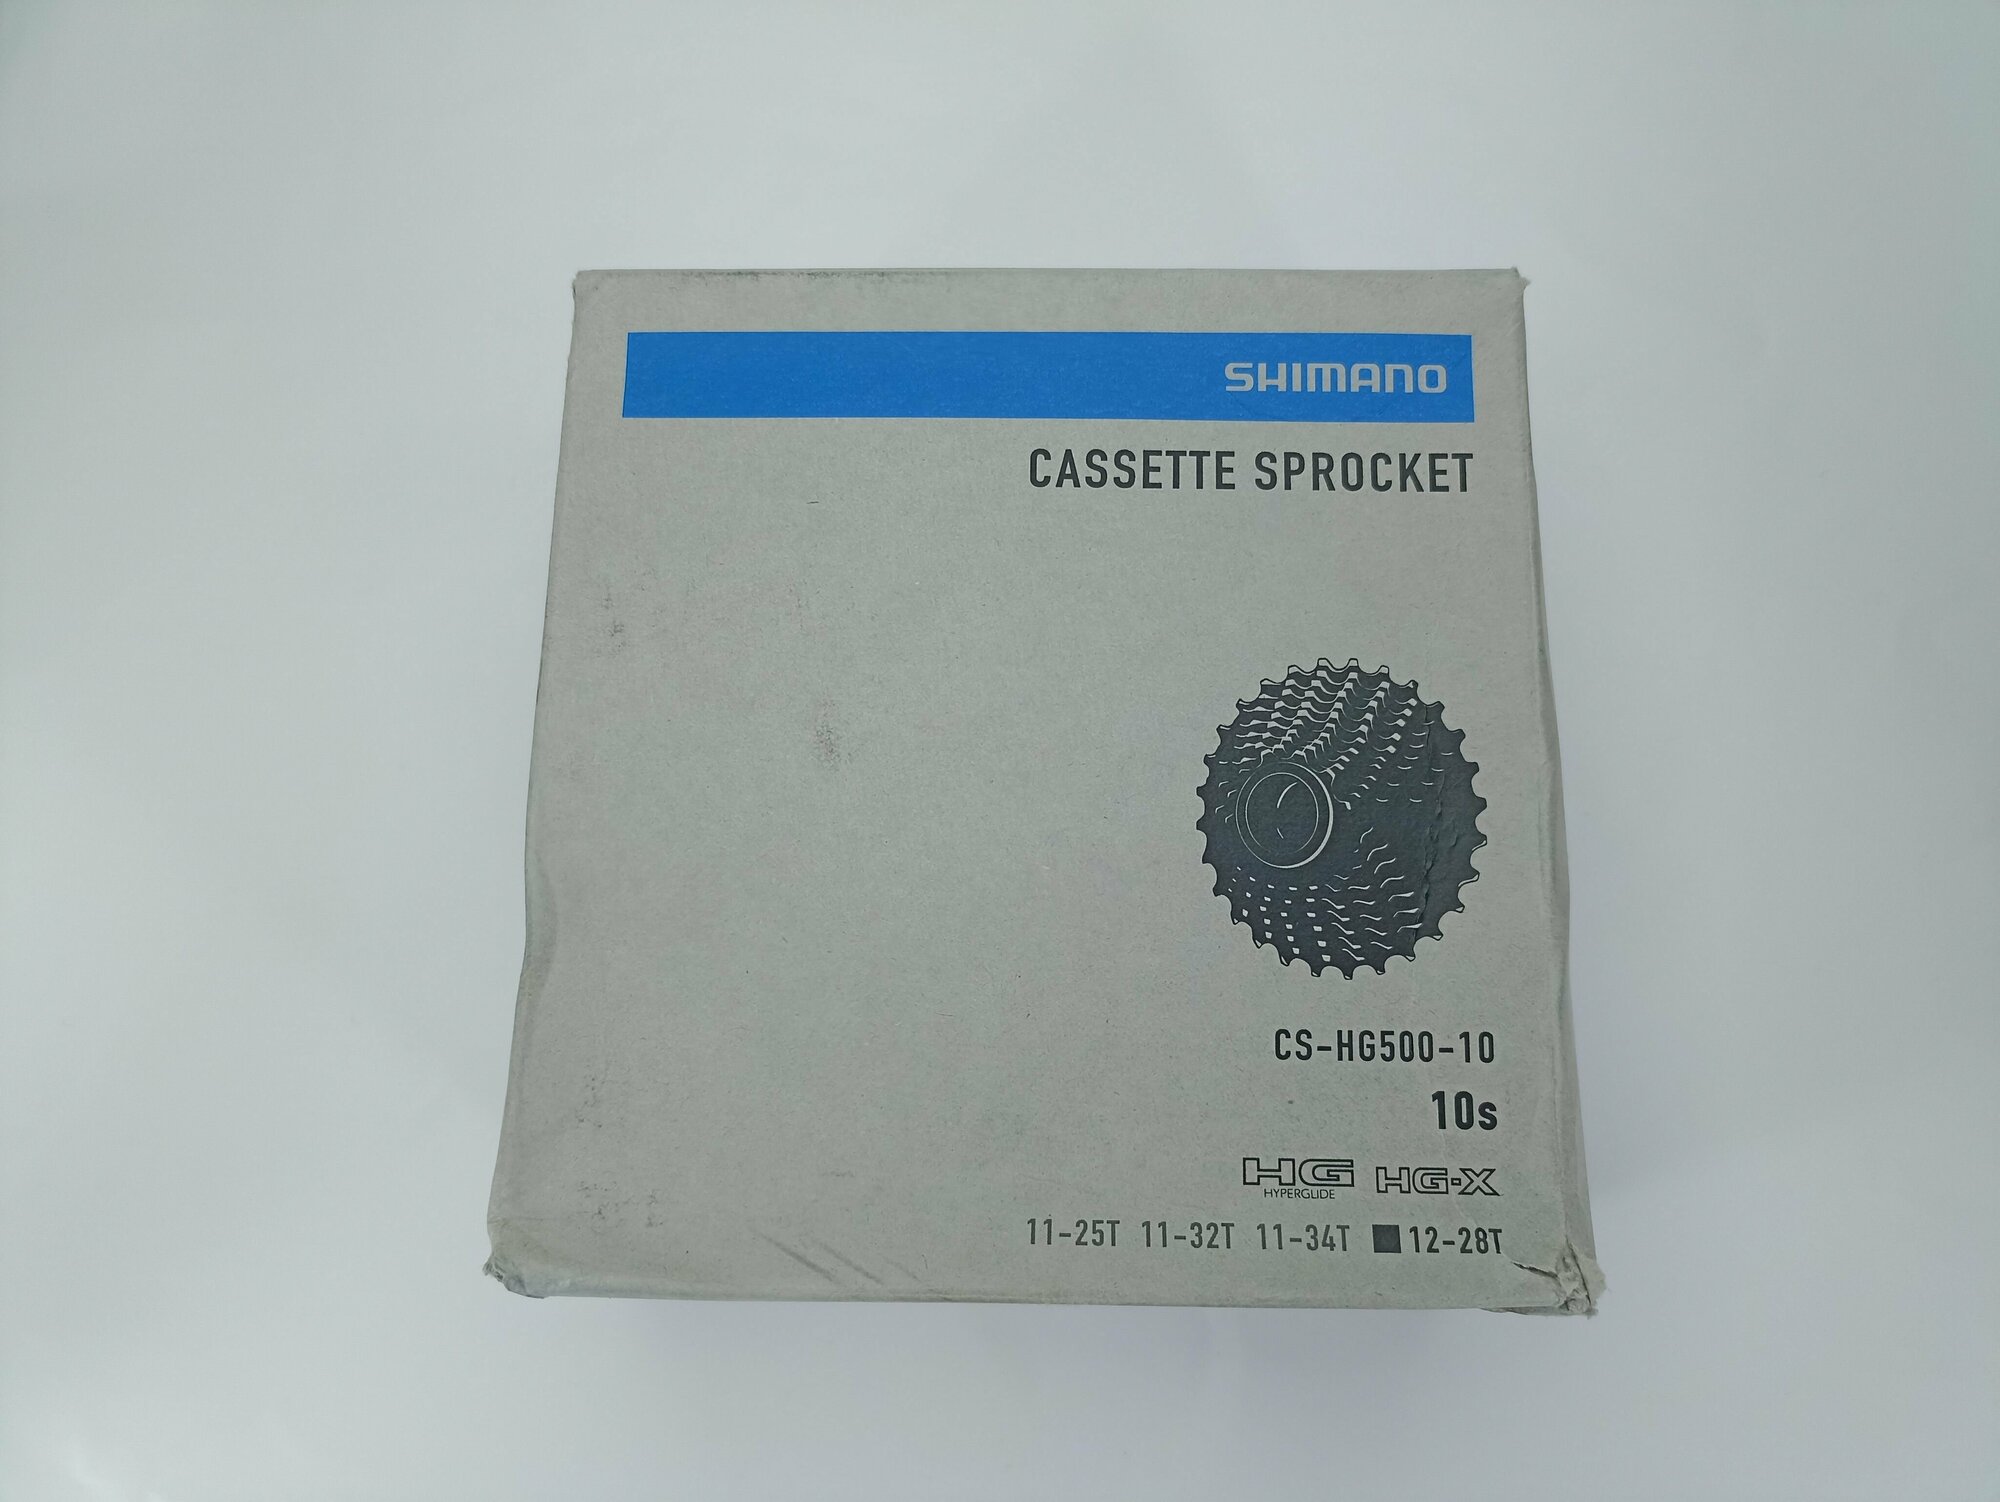 SHIMANO
CASSETTE SPROCKET
CS-HG500-10
10s
HG HG-X
HYPERGLIDE
11-25T 11-32T 11-34T ■12-28T